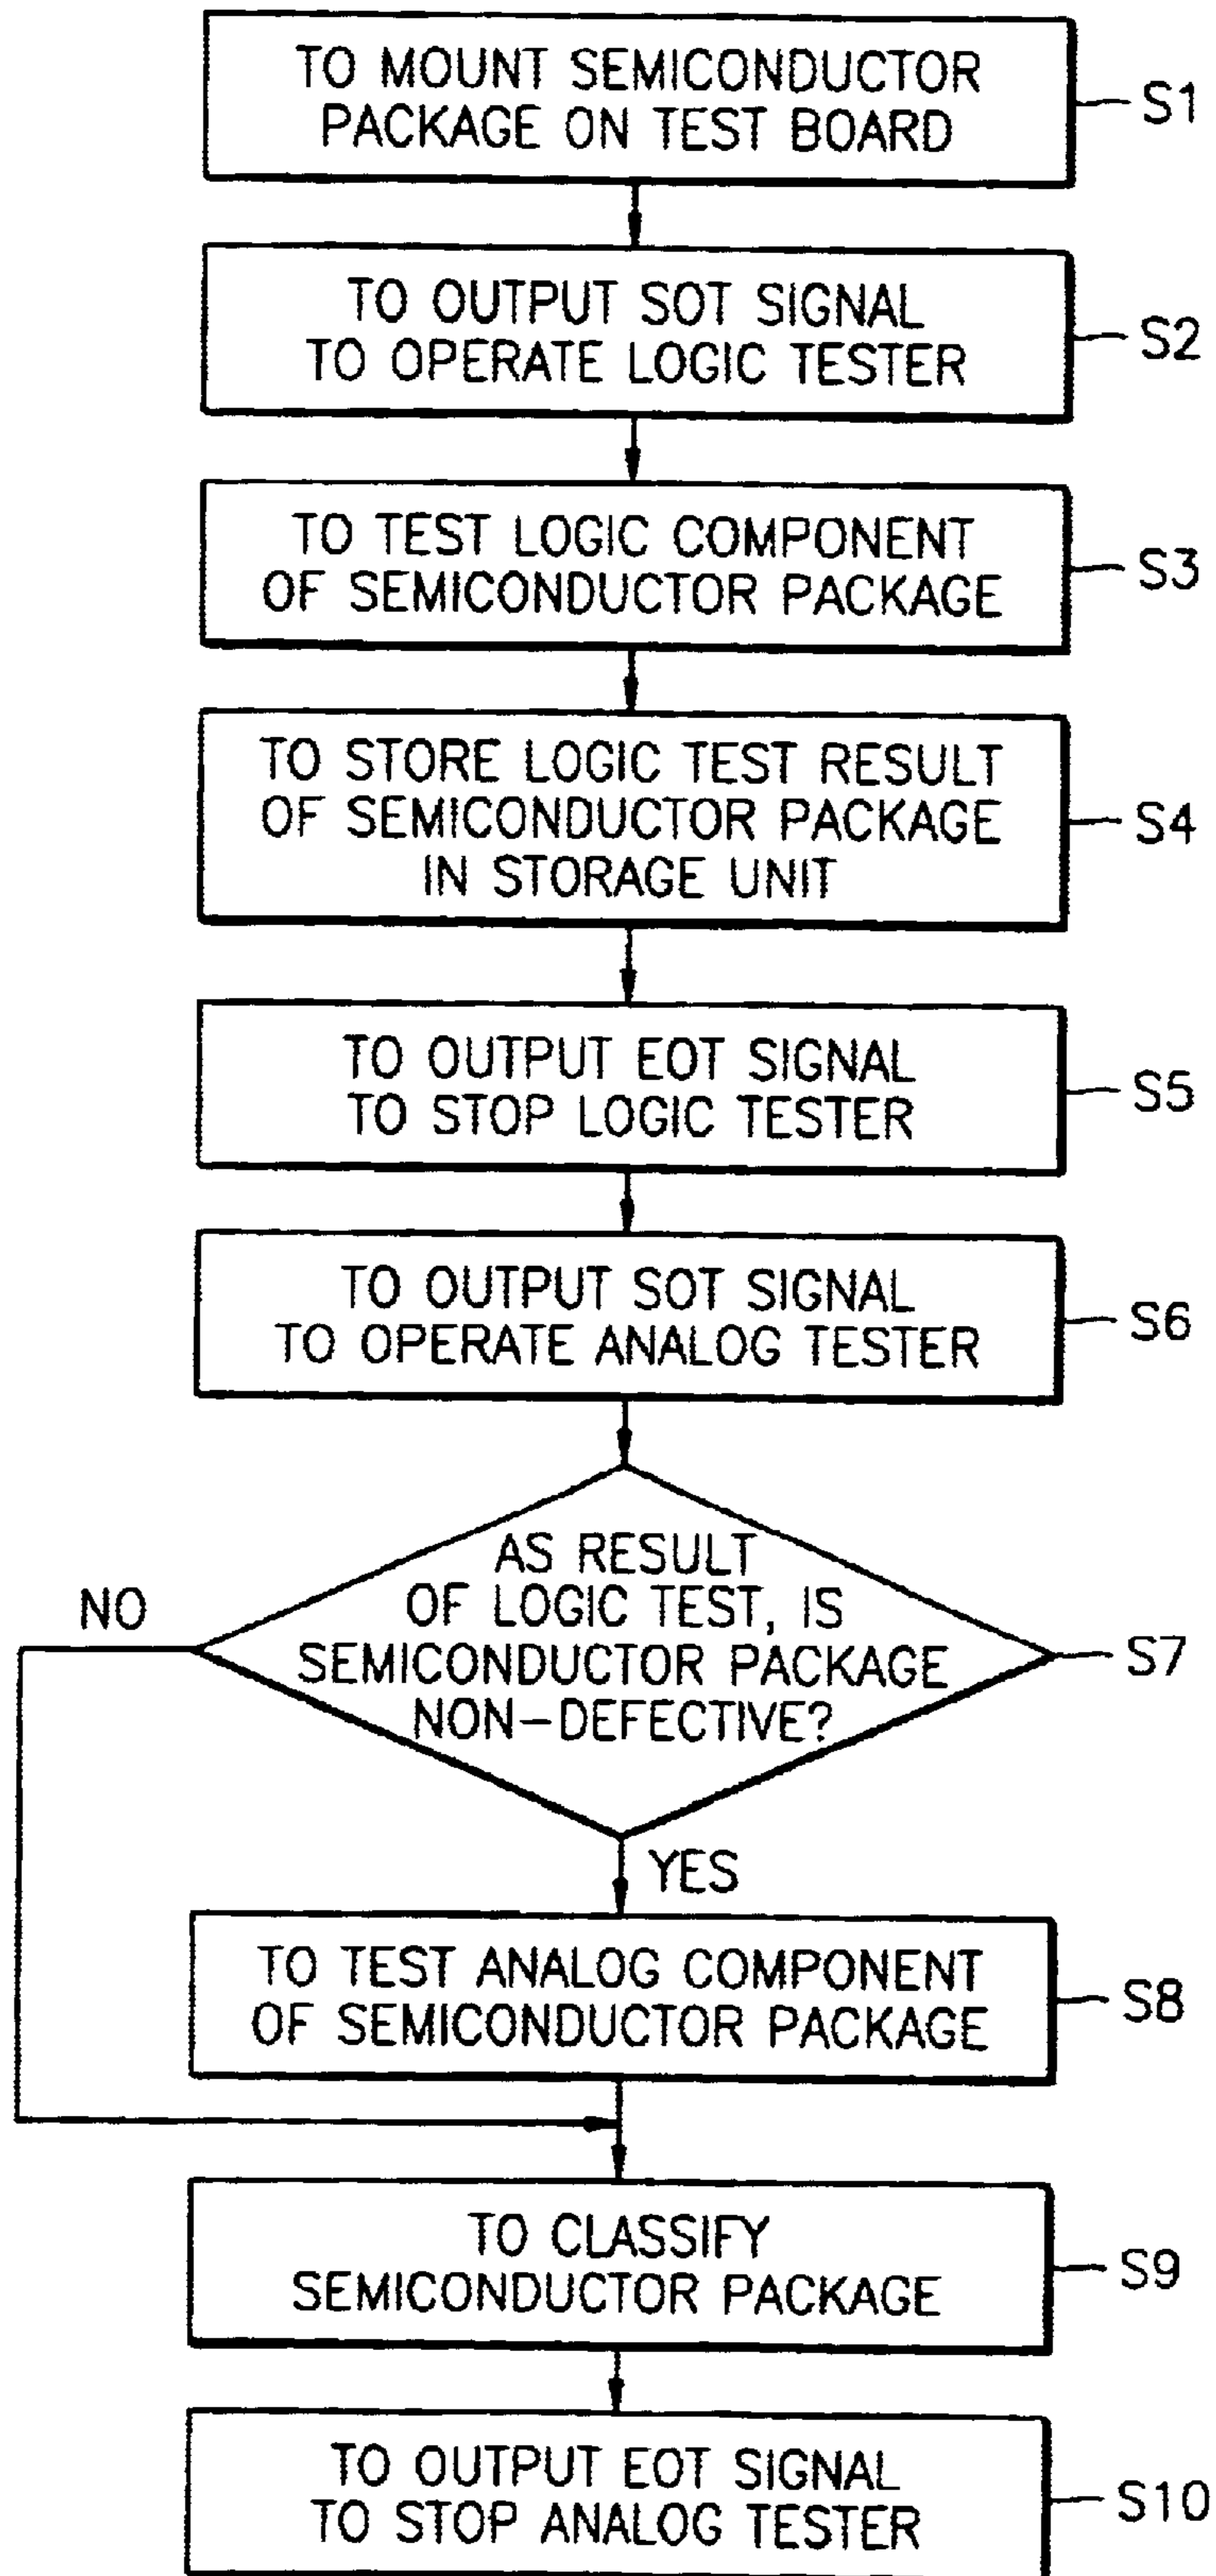 TO MOUNT SEMICONDUCTOR
PACKAGE ON TEST BOARD
S1
TO OUTPUT SOT SIGNAL
TO OPERATE LOGIC TESTER
S2
TO TEST LOGIC COMPONENT
OF SEMICONDUCTOR PACKAGE
S3
TO STORE LOGIC TEST RESULT
OF SEMICONDUCTOR PACKAGE
IN STORAGE UNIT
S4
TO OUTPUT EOT SIGNAL
TO STOP LOGIC TESTER
S5
TO OUTPUT SOT SIGNAL
TO OPERATE ANALOG TESTER
S6
AS RESULT
OF LOGIC TEST, IS
SEMICONDUCTOR PACKAGE
NON-DEFECTIVE?
S7
NO
YES
TO TEST ANALOG COMPONENT
OF SEMICONDUCTOR PACKAGE
S8
TO CLASSIFY
SEMICONDUCTOR PACKAGE
S9
TO OUTPUT EOT SIGNAL
TO STOP ANALOG TESTER
S10